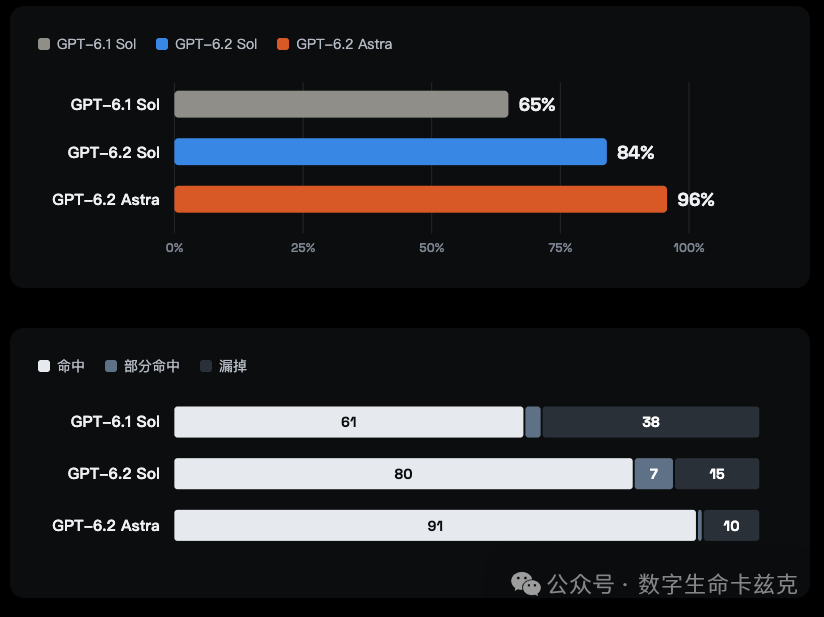 GPT-6.1 Sol GPT-6.2 Sol GPT-6.2 Astra
GPT-6.1 Sol 65%
GPT-6.2 Sol 84%
GPT-6.2 Astra 96%
0% 25% 50% 75% 100%
命中 部分命中 漏掉
GPT-6.1 Sol 61 38
GPT-6.2 Sol 80 7 15
GPT-6.2 Astra 91 10
公众号 · 数字生命卡兹克